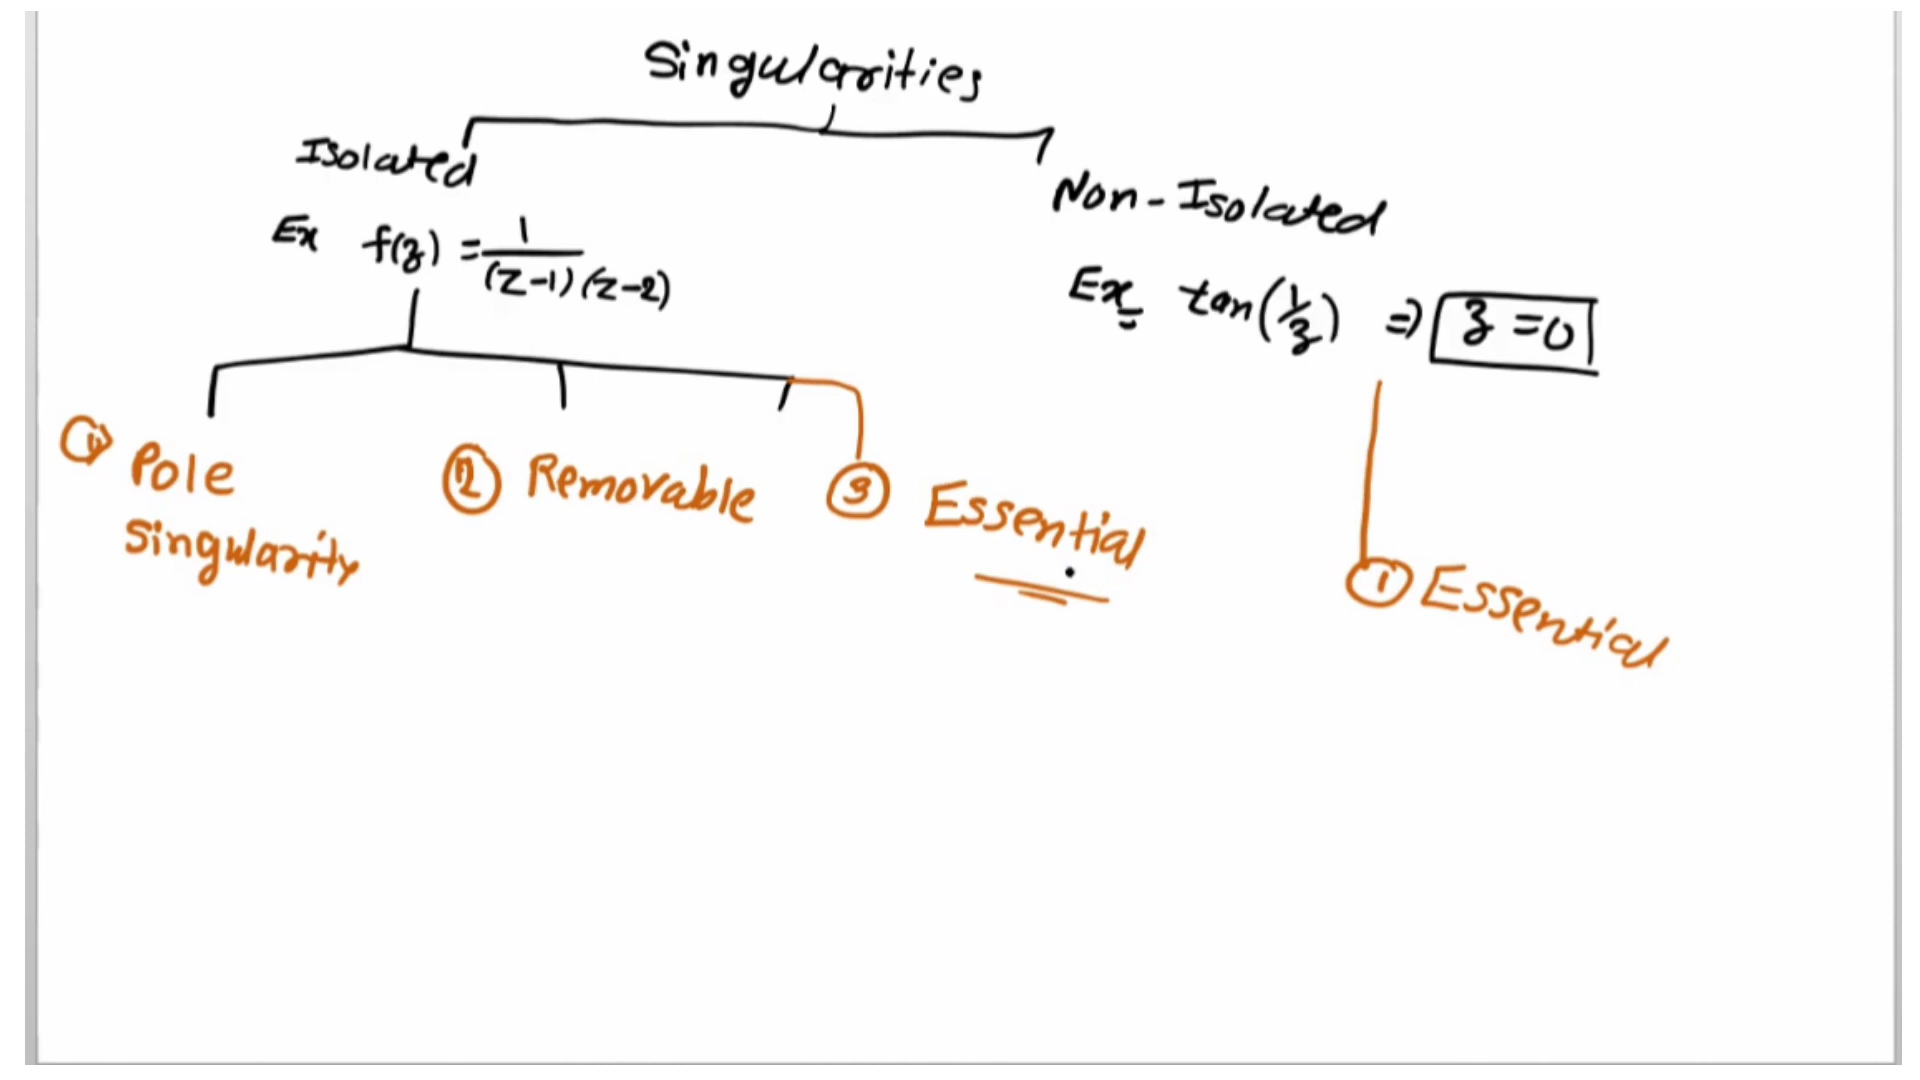 Singularities
Isolated
Non-Isolated
Ex f(z) = 1/((z-1)(z-2))
Ex tan(1/z) ⇒ z=0
① Pole
Singularity
② Removable
③ Essential
① Essential